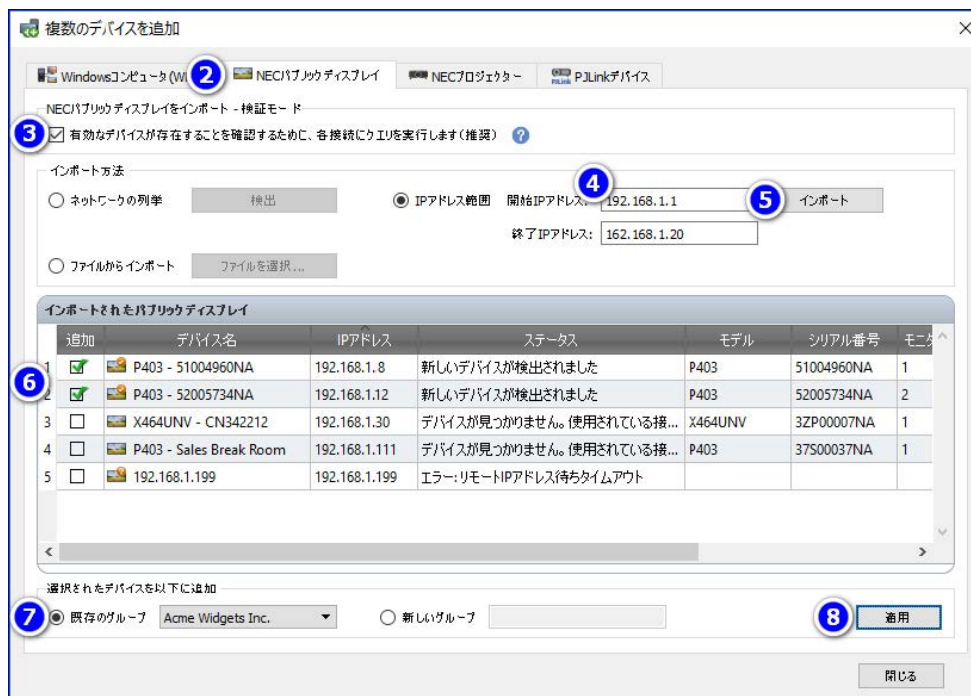 複数のデバイスを追加
Windowsコンピュータ(W 2 NECパブリックディスプレイ NECプロジェクター PJLink PJLinkデバイス
NECパブリックディスプレイをインポート - 検証モード
3 有効なデバイスが存在することを確認するために、各接続にクエリを実行します(推奨) ?
インポート方法
4
ネットワークの列挙 検出 IPアドレス範囲 開始IPアドレス: 192.168.1.1 5 インポート
終了IPアドレス: 162.168.1.20
ファイルからインポート ファイルを選択...
インポートされたパブリックディスプレイ
追加 デバイス名 IPアドレス ステータス モデル シリアル番号 モニタ
1 P403 - 51004960NA 192.168.1.8 新しいデバイスが検出されました P403 51004960NA 1
6
2 P403 - 52005734NA 192.168.1.12 新しいデバイスが検出されました P403 52005734NA 2
3 X464UNV - CN342212 192.168.1.30 デバイスが見つかりません。使用されている接... X464UNV 3ZP00007NA 1
4 P403 - Sales Break Room 192.168.1.111 デバイスが見つかりません。使用されている接... P403 37S00037NA 1
5 192.168.1.199 192.168.1.199 エラー:リモートIPアドレス待ちタイムアウト
選択されたデバイスを以下に追加
7 既存のグループ Acme Widgets Inc. 新しいグループ 8 適用
閉じる